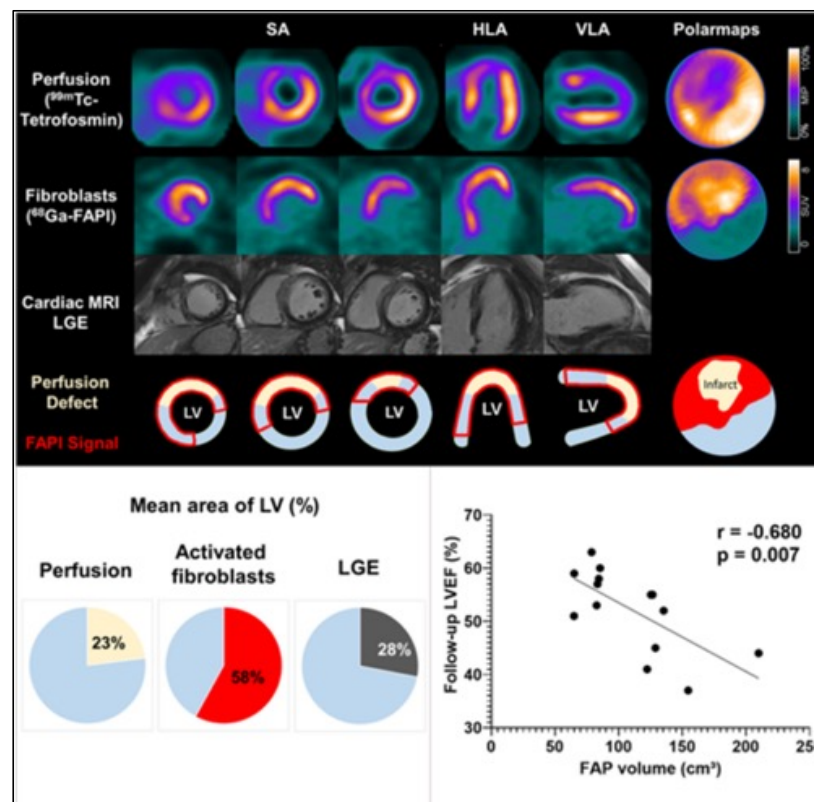 SA HLA VLA Polarmaps
Perfusion
(⁹⁹ᵐTc-
Tetrofosmin)
100%
MIP
0%
Fibroblasts
(⁶⁸Ga-FAPI)
8
SUV
0
Cardiac MRI
LGE
Perfusion
Defect
FAPI Signal
LV LV LV LV LV Infarct
Mean area of LV (%)
Perfusion Activated
fibroblasts LGE
23% 58% 28%
r = -0.680
p = 0.007
Follow-up LVEF (%)
70
60
50
40
30
0 50 100 150 200 250
FAP volume (cm³)